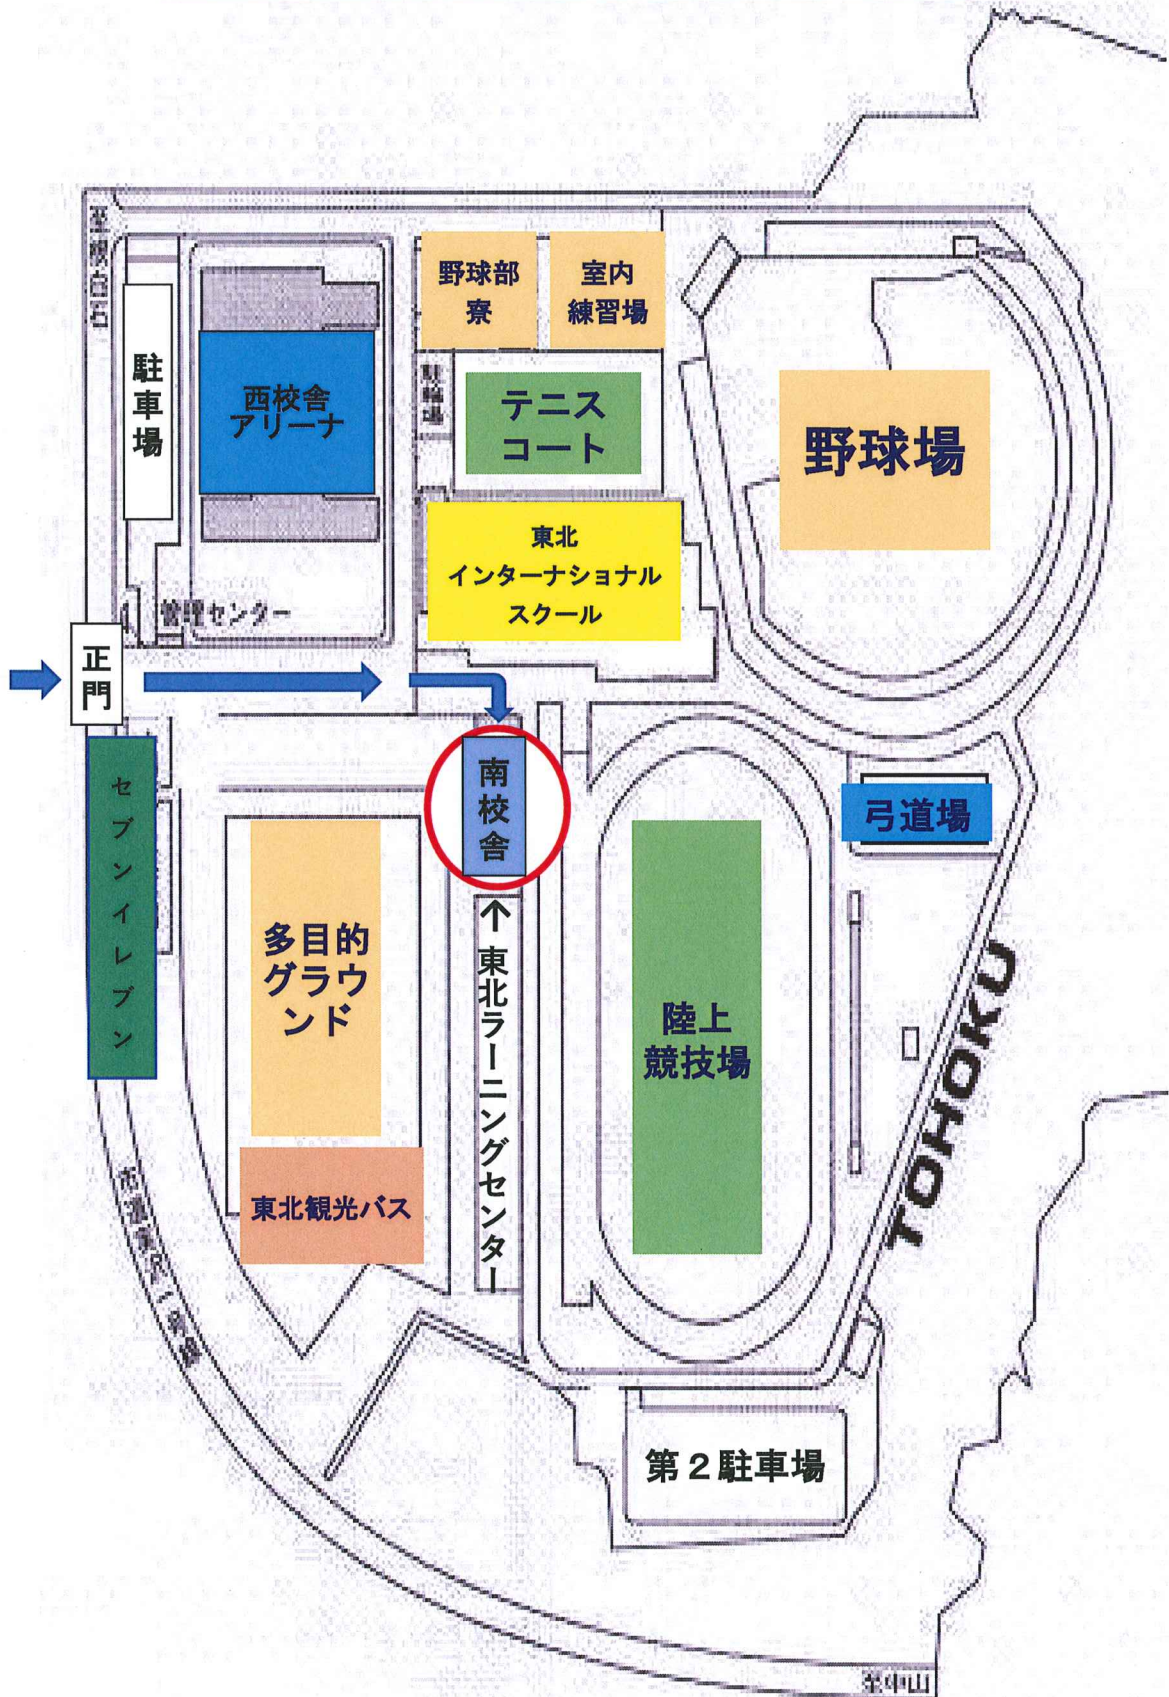 野球部
寮
室内
練習場
駐車場
西校舎
アリーナ
駐輪場
テニス
コート
野球場
東北
インターナショナル
スクール
管理センター
正門
セブンイレブン
南校舎
弓道場
多目的
グラウ
ンド
↑東北ラーニングセンター
陸上
競技場
TOHOKU
東北観光バス
第2駐車場
至中山